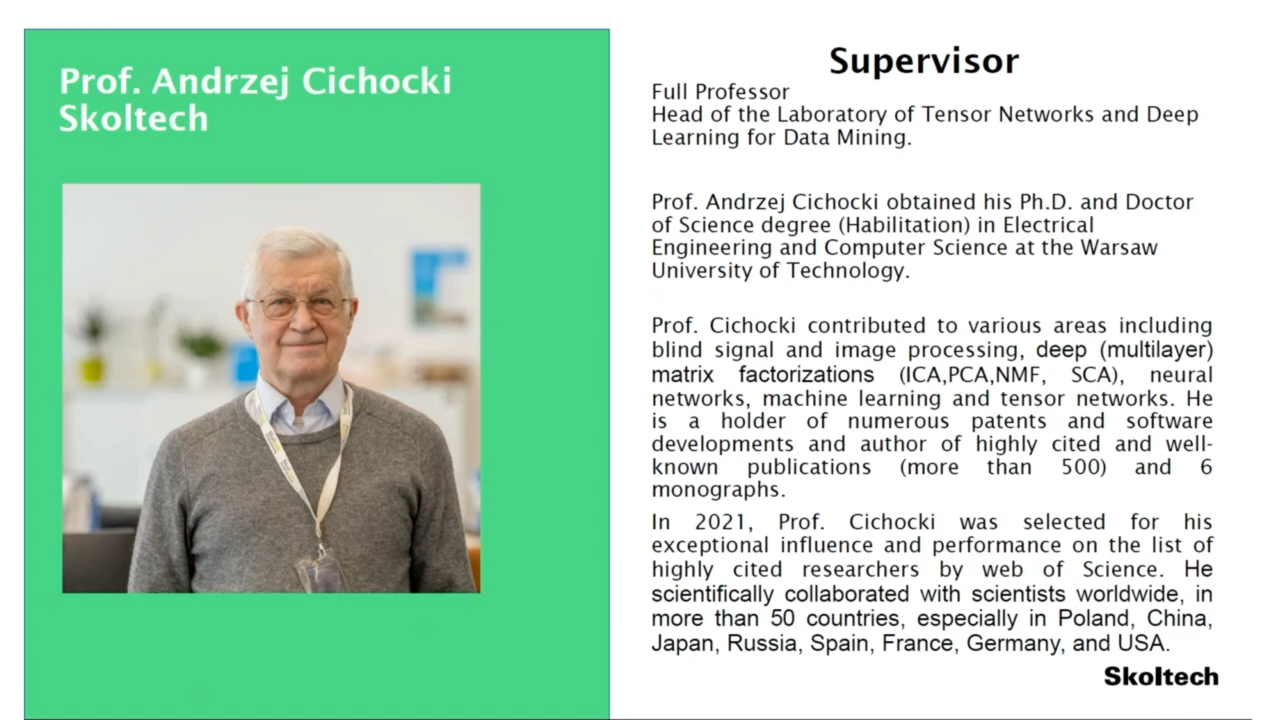 Prof. Andrzej Cichocki
Skoltech
Supervisor
Full Professor
Head of the Laboratory of Tensor Networks and Deep
Learning for Data Mining.
Prof. Andrzej Cichocki obtained his Ph.D. and Doctor
of Science degree (Habilitation) in Electrical
Engineering and Computer Science at the Warsaw
University of Technology.
Prof. Cichocki contributed to various areas including
blind signal and image processing, deep (multilayer)
matrix factorizations (ICA,PCA,NMF, SCA), neural
networks, machine learning and tensor networks. He
is a holder of numerous patents and software
developments and author of highly cited and well-
known publications (more than 500) and 6
monographs.
In 2021, Prof. Cichocki was selected for his
exceptional influence and performance on the list of
highly cited researchers by web of Science. He
scientifically collaborated with scientists worldwide, in
more than 50 countries, especially in Poland, China,
Japan, Russia, Spain, France, Germany, and USA.
Skoltech